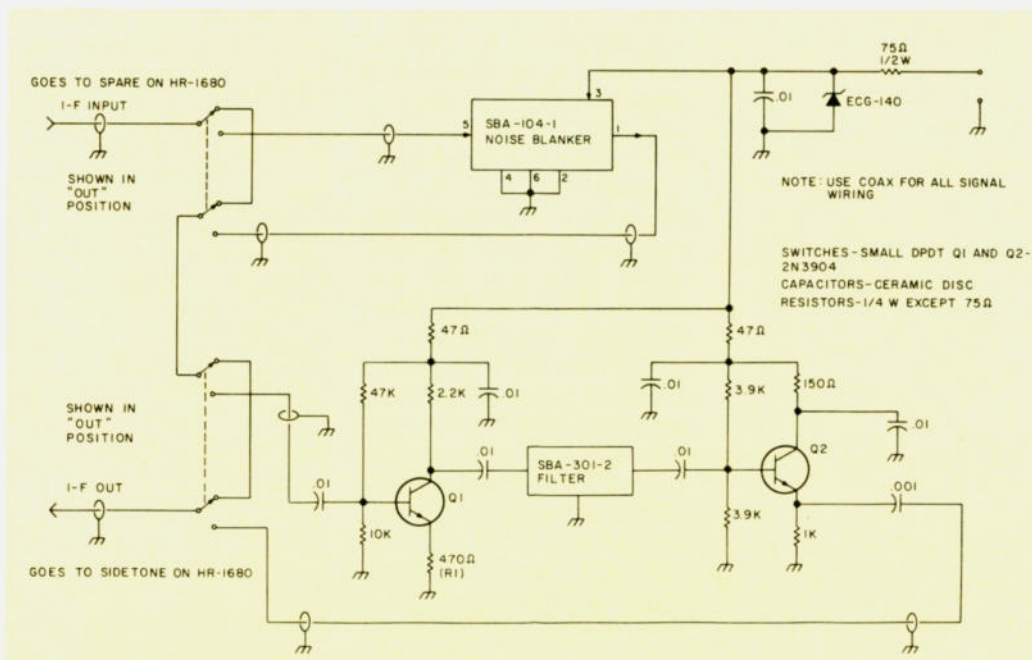 75Ω
1/2 W
GOES TO SPARE ON HR-1680
I-F INPUT
3
.01
ECG-140
5
SBA-104-1
NOISE BLANKER
1
4 6 2
SHOWN IN
"OUT"
POSITION
NOTE: USE COAX FOR ALL SIGNAL
WIRING
SWITCHES-SMALL DPDT Q1 AND Q2-
2N3904
CAPACITORS-CERAMIC DISC
RESISTORS-1/4 W EXCEPT 75Ω
47Ω
47Ω
47K
2.2K
.01
.01
3.9K
150Ω
SHOWN IN
"OUT"
POSITION
.01
.01
.01
SBA-301-2
FILTER
.01
Q2
I-F OUT
Q1
.001
10K
3.9K
1K
470Ω
(R1)
GOES TO SIDETONE ON HR-1680